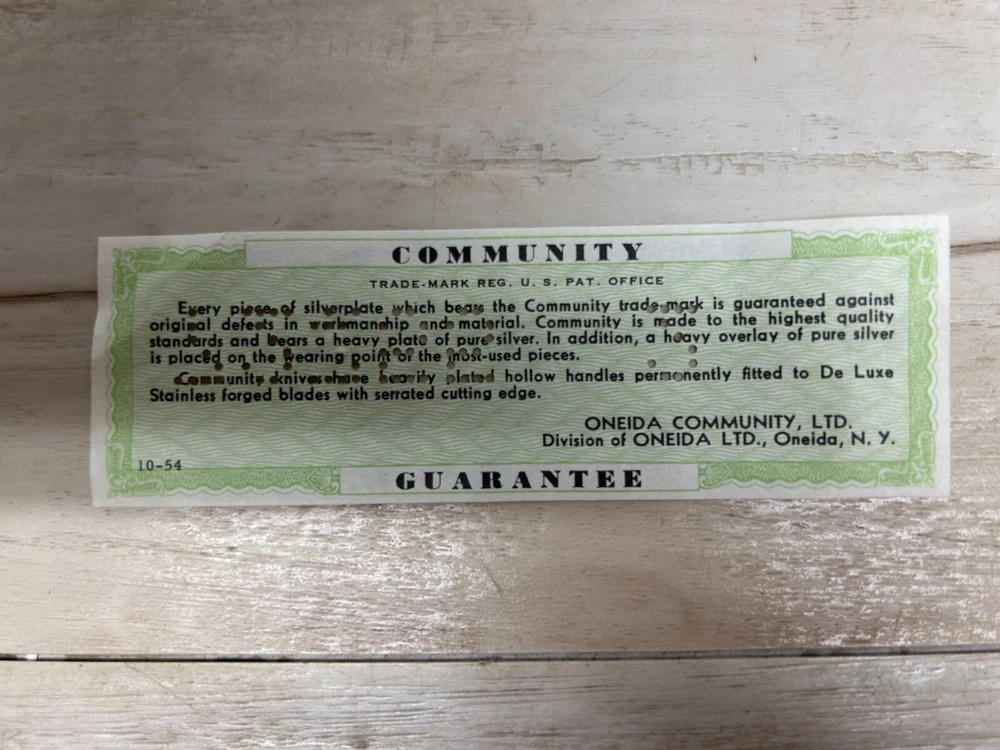 COMMUNITY
TRADE-MARK REG. U. S. PAT. OFFICE
Every piece of silverplate which bears the Community trade-mark is guaranteed against
original defects in workmanship and material. Community is made to the highest quality
standards and bears a heavy plate of pure silver. In addition, a heavy overlay of pure silver
is placed on the wearing point of the most-used pieces.
Community knives have heavily plated hollow handles permanently fitted to De Luxe
Stainless forged blades with serrated cutting edge.
ONEIDA COMMUNITY, LTD.
Division of ONEIDA LTD., Oneida, N. Y.
10-54
GUARANTEE